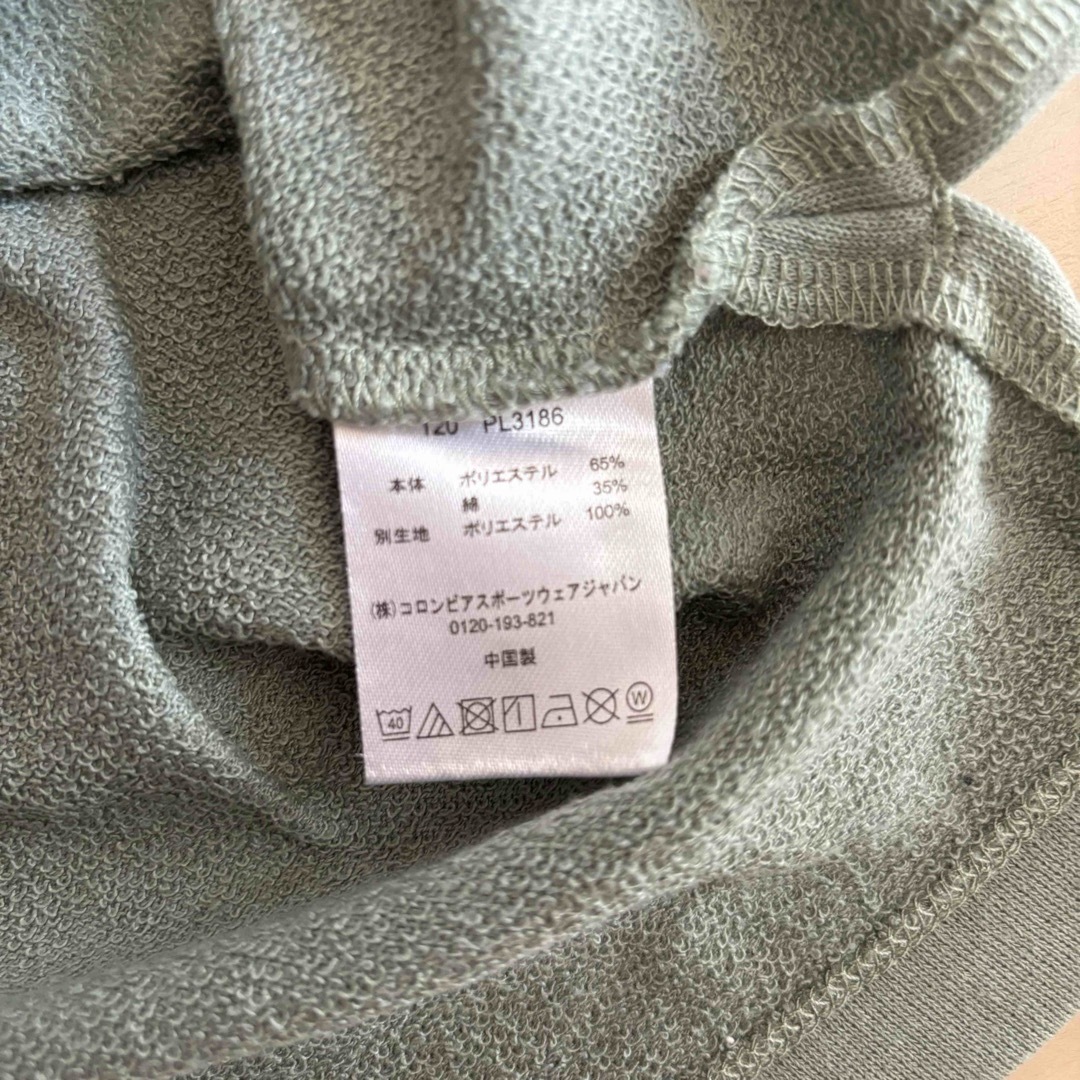 120 PL3186
本体 ポリエステル 65%
綿 35%
別生地 ポリエステル 100%
(株)コロンビアスポーツウェアジャパン
0120-193-821
中国製
40 W